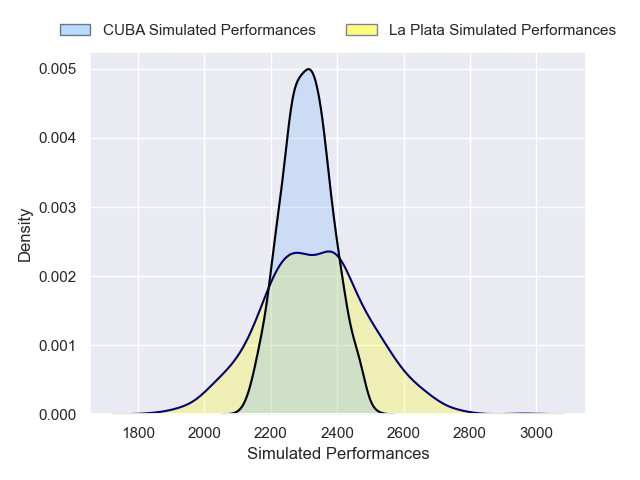 CUBA Simulated Performances
La Plata Simulated Performances
0.005
0.004
0.003
0.002
0.001
0.000
Density
1800 2000 2200 2400 2600 2800 3000
Simulated Performances